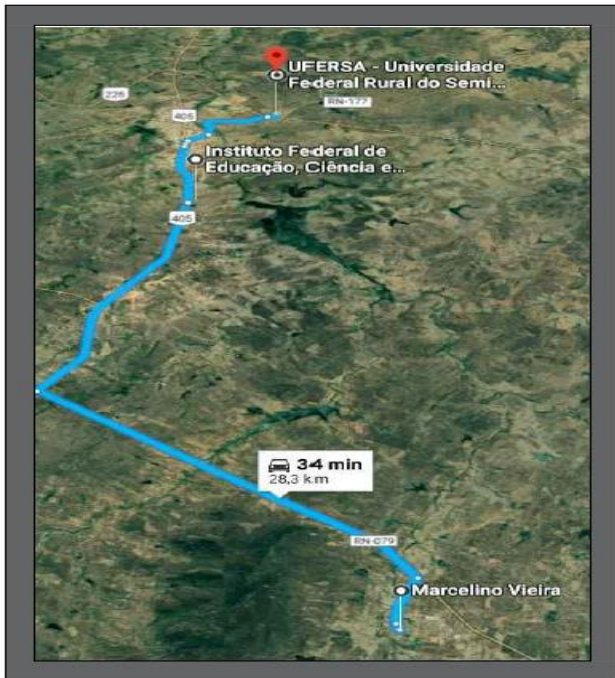 UFERSA - Universidade
Federal Rural do Semi...
226
RN-177
405
Instituto Federal de
Educação, Ciência e...
405
34 min
28,3 km
RN-079
Marcelino Vieira